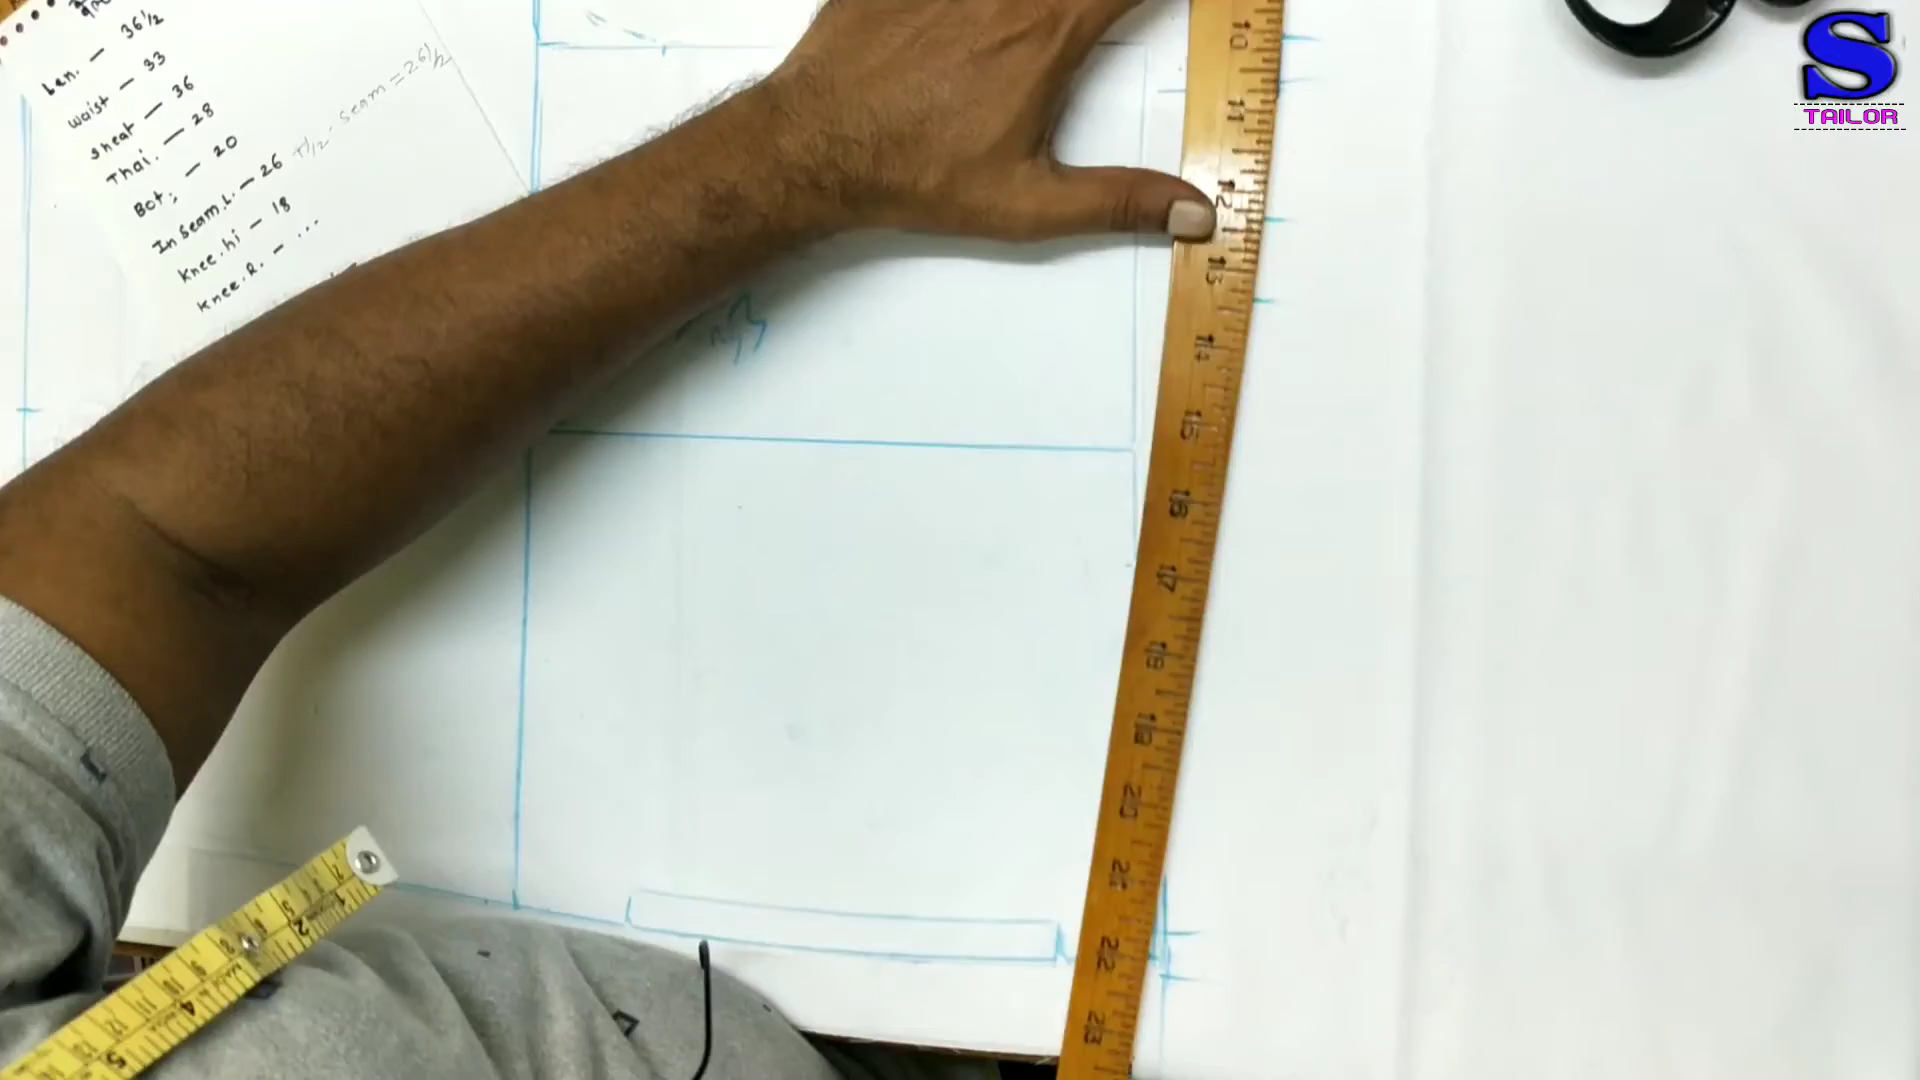 Len. — 36½
Waist — 33
Sheat — 36
Thai. — 28
Bot; — 20
In Seam.L. — 26 +½ - seam = 26½
Knee.hi — 18
Knee.R. — ...
S
TAILOR
10
11
12
13
14
15
16
17
18
19
20
21
22
23